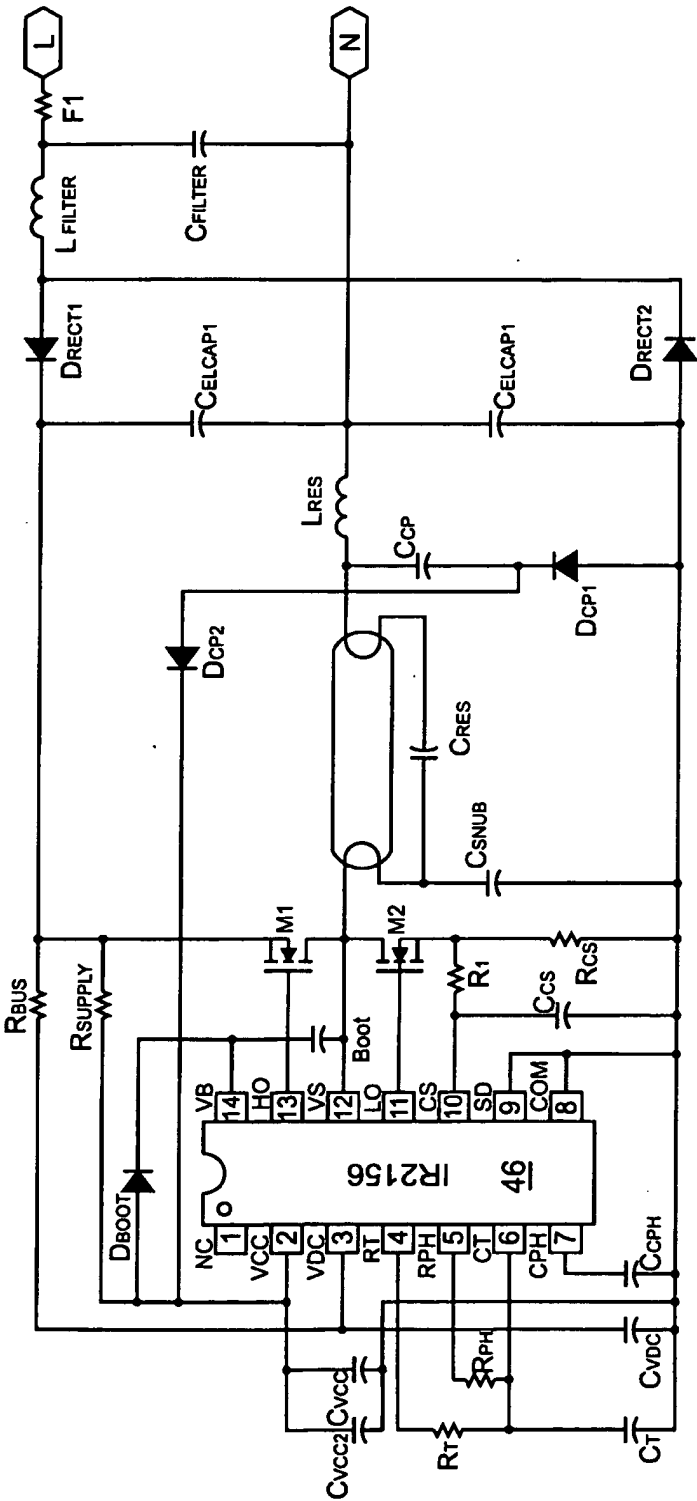 L
N
F1
L FILTER
CFILTER
DRECT1
CELCAP1
CELCAP1
DRECT2
LRES
CCP
DCP1
DCP2
CRES
CSNUB
RBUS
RSUPPLY
M1
M2
R1
RCS
CCS
BOOT
DBOOT
VB
14
HO
13
VS
12
LO
11
CS
10
SD
9
COM
8
IR2156
46
NC
1
VCC
2
VDC
3
RT
4
RPH
5
CT
6
CPH
7
CCPH
CVDC
RPH
RT
CT
CVCC
CVCC2